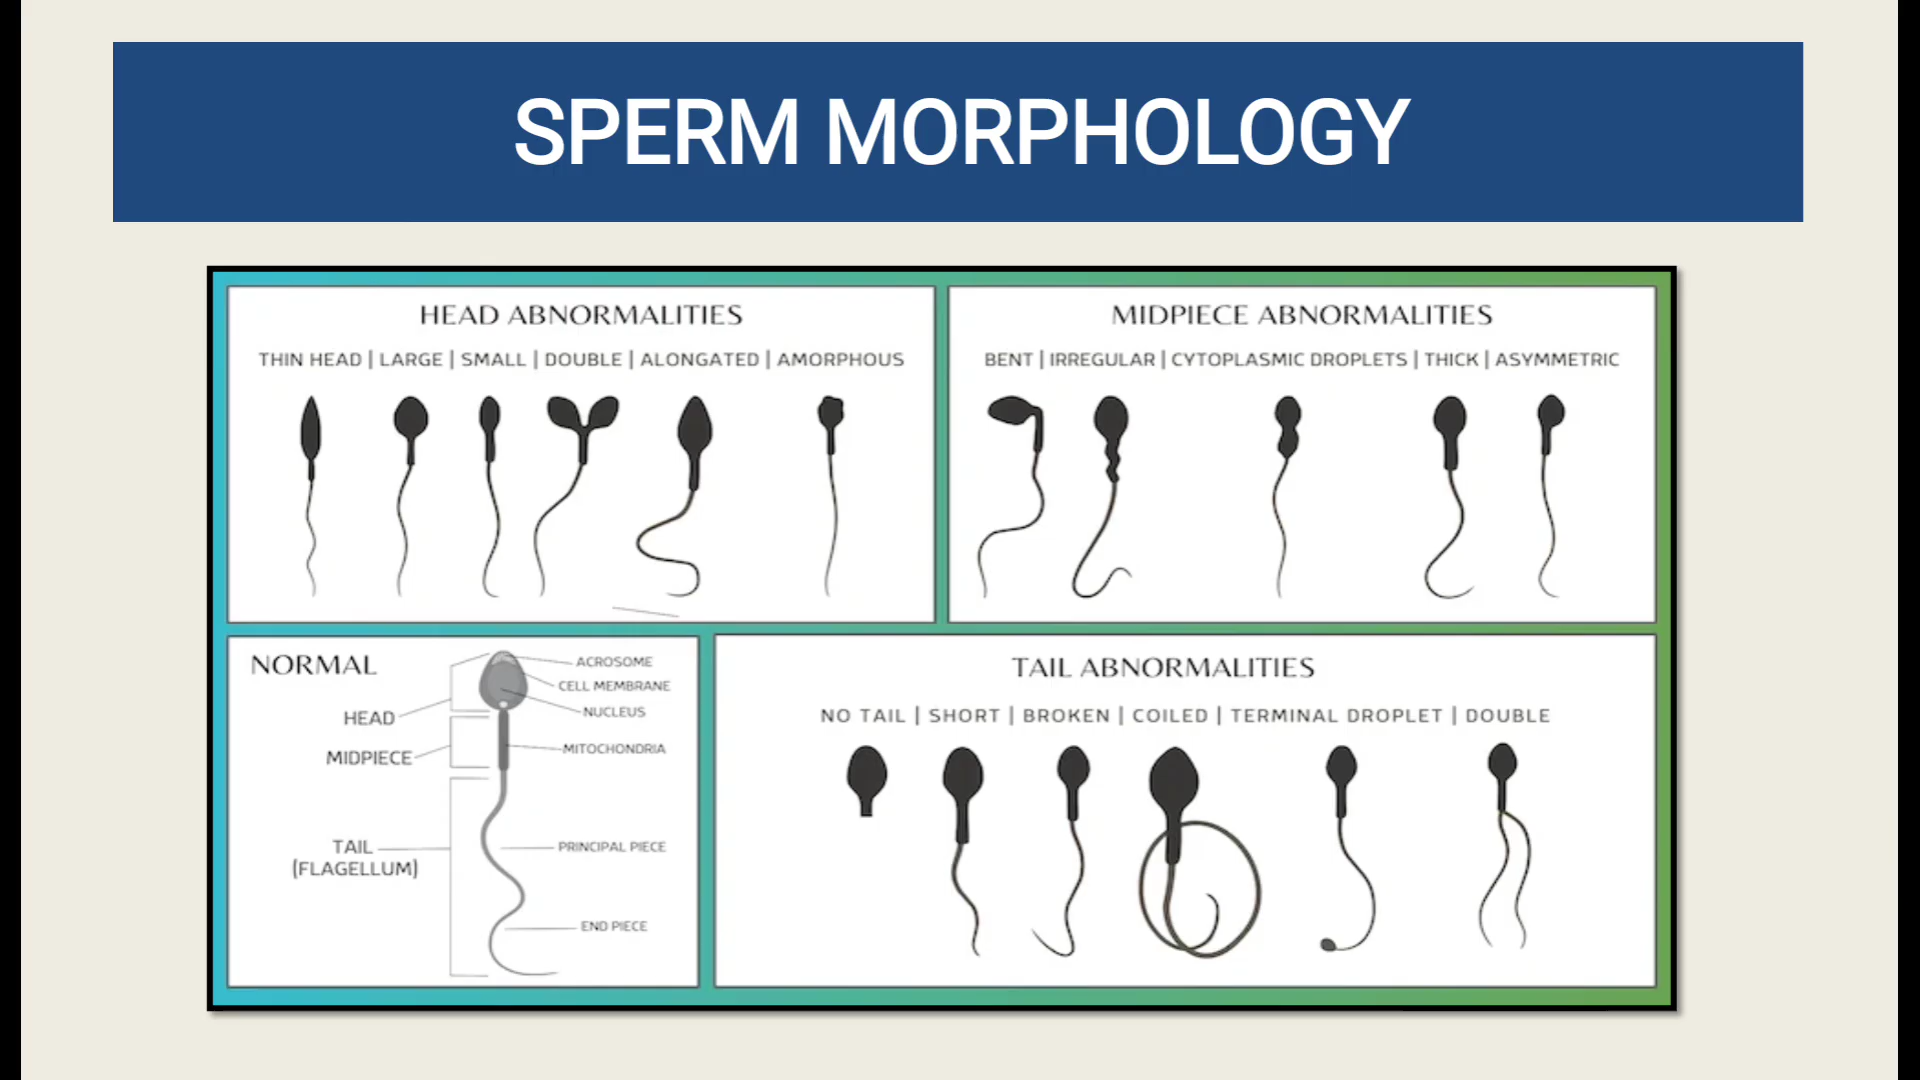 SPERM MORPHOLOGY
HEAD ABNORMALITIES
THIN HEAD | LARGE | SMALL | DOUBLE | ALONGATED | AMORPHOUS
MIDPIECE ABNORMALITIES
BENT | IRREGULAR | CYTOPLASMIC DROPLETS | THICK | ASYMMETRIC
NORMAL
HEAD
MIDPIECE
TAIL
(FLAGELLUM)
ACROSOME
CELL MEMBRANE
NUCLEUS
MITOCHONDRIA
PRINCIPAL PIECE
END PIECE
TAIL ABNORMALITIES
NO TAIL | SHORT | BROKEN | COILED | TERMINAL DROPLET | DOUBLE